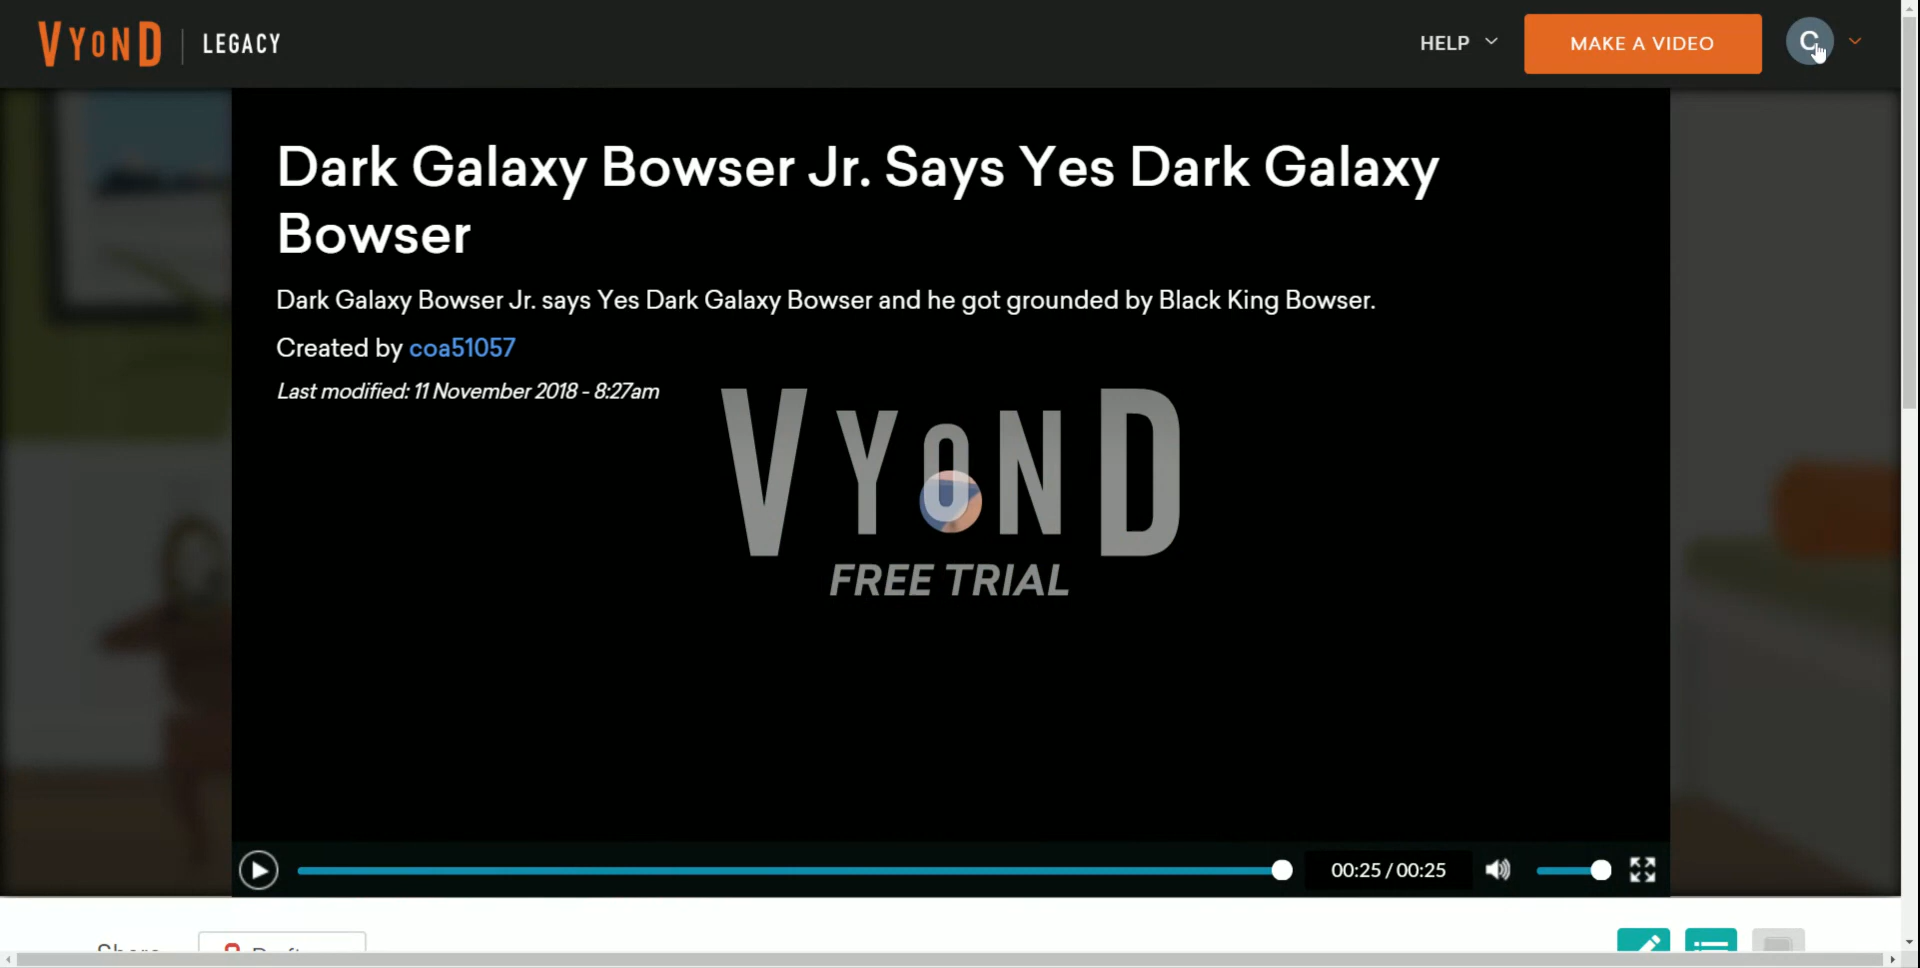 VYOND LEGACY HELP MAKE A VIDEO C
Dark Galaxy Bowser Jr. Says Yes Dark Galaxy
Bowser
Dark Galaxy Bowser Jr. says Yes Dark Galaxy Bowser and he got grounded by Black King Bowser.
Created by coa51057
Last modified: 11 November 2018 - 8:27am
VYOND
FREE TRIAL
00:25 / 00:25
Share Draft